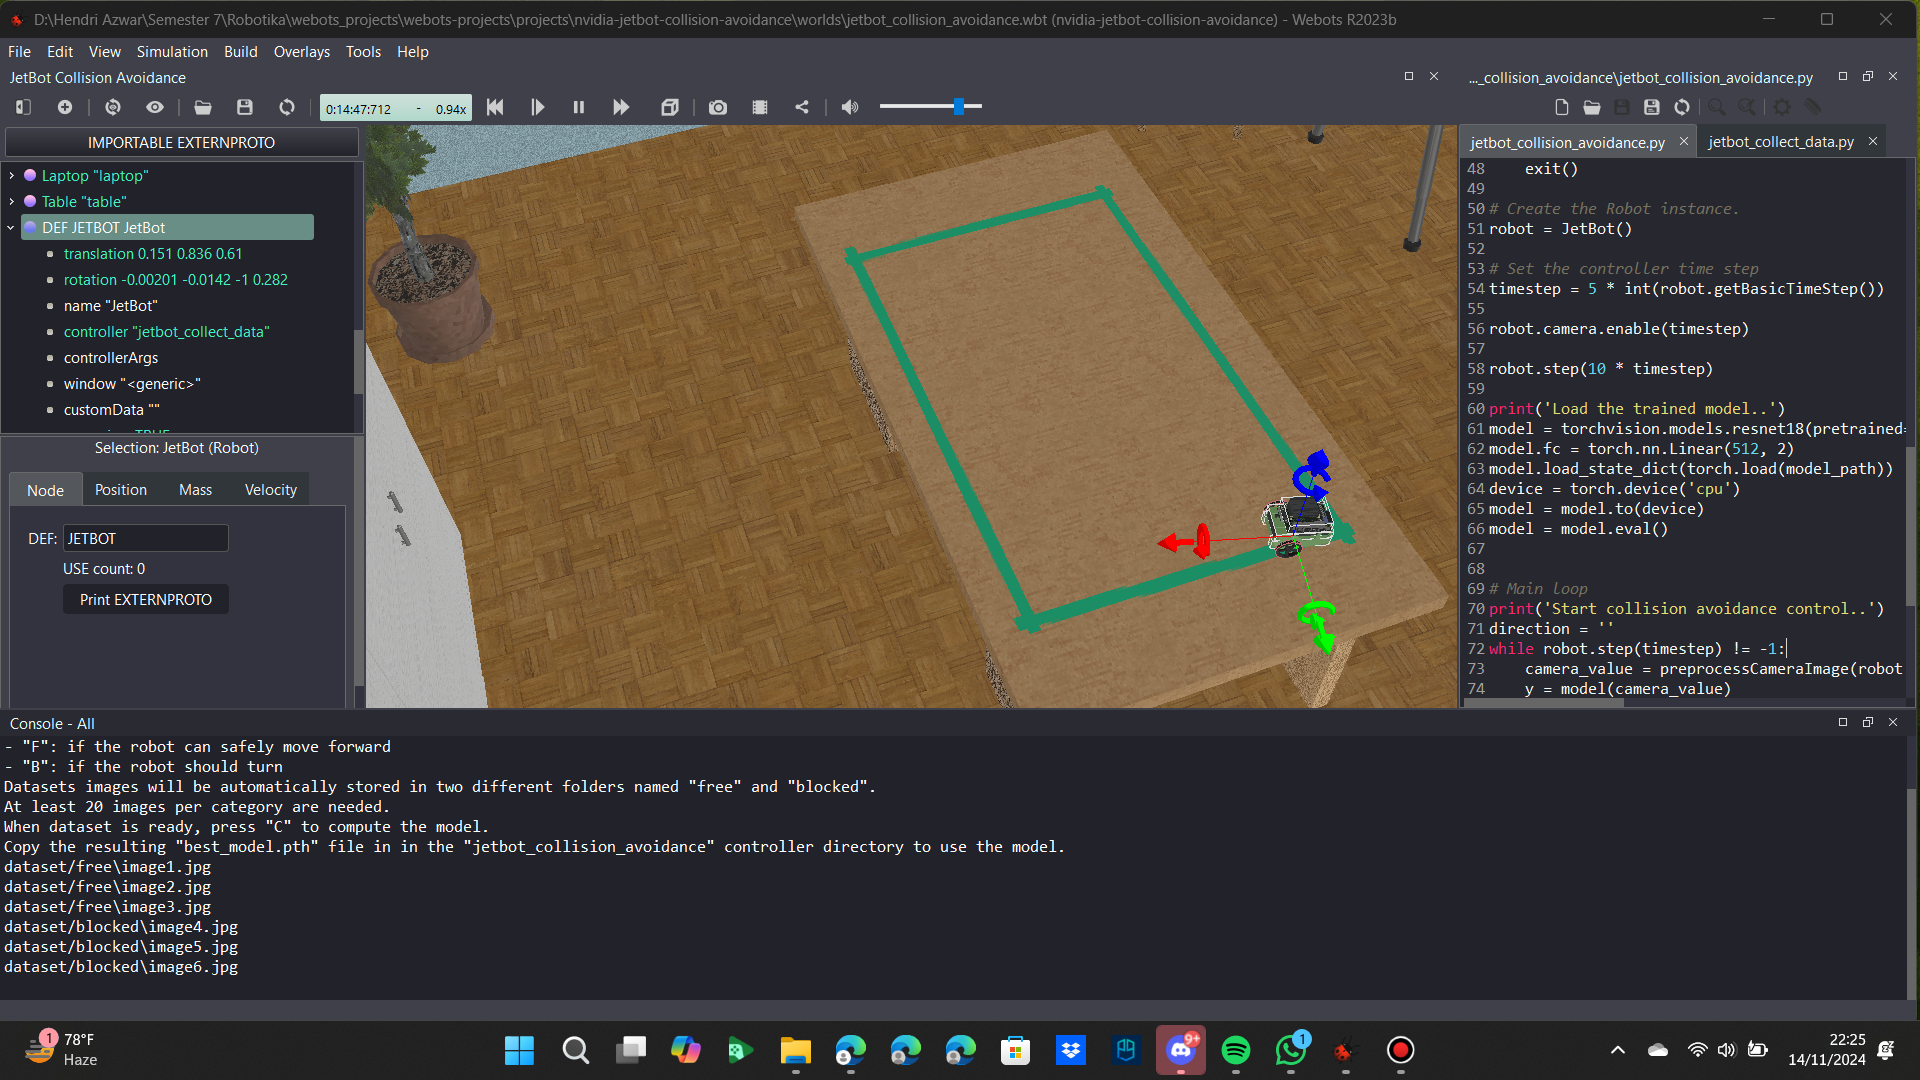 D:\Hendri Azwar\Semester 7\Robotika\webots_projects\webots-projects\projects\nvidia-jetbot-collision-avoidance\worlds\jetbot_collision_avoidance.wbt (nvidia-jetbot-collision-avoidance) - Webots R2023b
File Edit View Simulation Build Overlays Tools Help
JetBot Collision Avoidance
0:14:47:712 - 0.94x
IMPORTABLE EXTERNPROTO
Laptop "laptop"
Table "table"
DEF JETBOT JetBot
translation 0.151 0.836 0.61
rotation -0.00201 -0.0142 -1 0.282
name "JetBot"
controller "jetbot_collect_data"
controllerArgs
window "<generic>"
customData ""
Selection: JetBot (Robot)
Node Position Mass Velocity
DEF: JETBOT
USE count: 0
Print EXTERNPROTO
..._collision_avoidance\jetbot_collision_avoidance.py
jetbot_collision_avoidance.py jetbot_collect_data.py
48 exit()
49
50 # Create the Robot instance.
51 robot = JetBot()
52
53 # Set the controller time step
54 timestep = 5 * int(robot.getBasicTimeStep())
55
56 robot.camera.enable(timestep)
57
58 robot.step(10 * timestep)
59
60 print('Load the trained model..')
61 model = torchvision.models.resnet18(pretrained=
62 model.fc = torch.nn.Linear(512, 2)
63 model.load_state_dict(torch.load(model_path))
64 device = torch.device('cpu')
65 model = model.to(device)
66 model = model.eval()
67
68
69 # Main loop
70 print('Start collision avoidance control..')
71 direction = ''
72 while robot.step(timestep) != -1:
73 camera_value = preprocessCameraImage(robot
74 y = model(camera_value)
Console - All
- "F": if the robot can safely move forward
- "B": if the robot should turn
Datasets images will be automatically stored in two different folders named "free" and "blocked".
At least 20 images per category are needed.
When dataset is ready, press "C" to compute the model.
Copy the resulting "best_model.pth" file in in the "jetbot_collision_avoidance" controller directory to use the model.
dataset/free\image1.jpg
dataset/free\image2.jpg
dataset/free\image3.jpg
dataset/blocked\image4.jpg
dataset/blocked\image5.jpg
dataset/blocked\image6.jpg
1
78°F
Haze
9+
1
22:25
14/11/2024